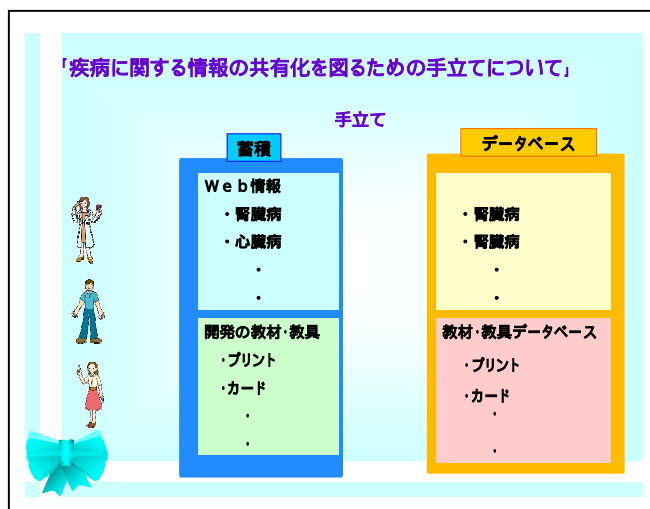 「疾病に関する情報の共有化を図るための手立てについて」
手立て
蓄積
Ｗｅｂ情報
・腎臓病
・心臓病
・
・
開発の教材・教具
・プリント
・カード
・
・
データベース
・腎臓病
・腎臓病
・
・
教材・教具データベース
・プリント
・カード
・
・